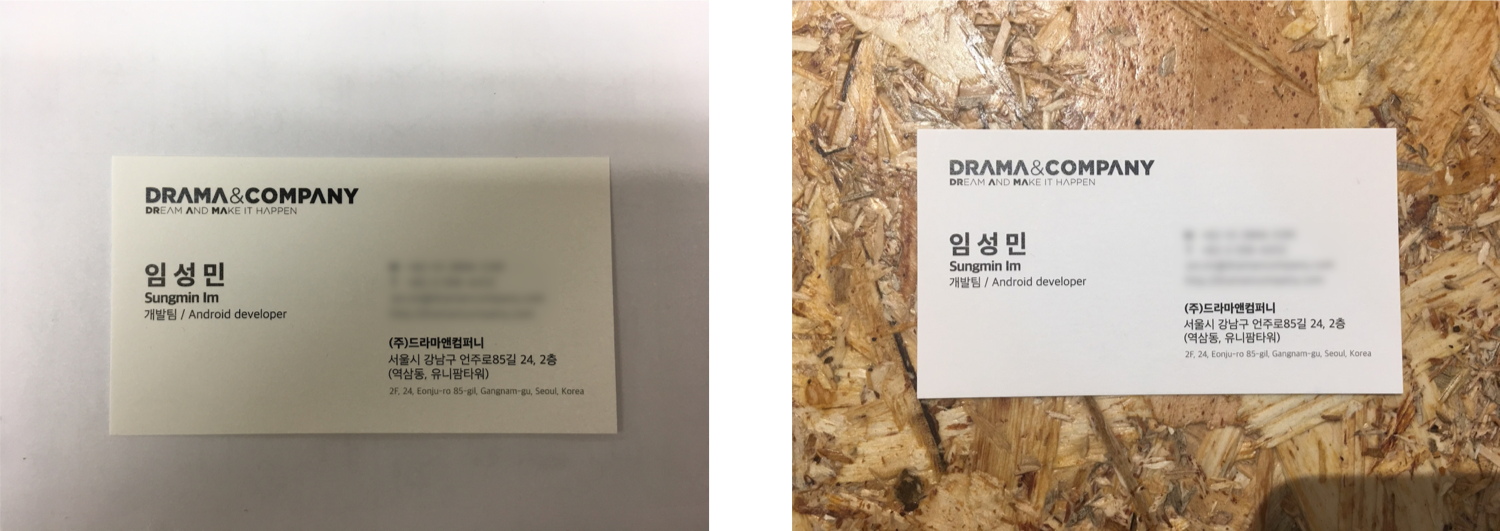 DRAMA&COMPANY
DREAM AND MAKE IT HAPPEN
임성민
Sungmin Im
개발팀 / Android developer
(주)드라마앤컴퍼니
서울시 강남구 언주로85길 24, 2층
(역삼동, 유니팜타워)
2F, 24, Eonju-ro 85-gil, Gangnam-gu, Seoul, Korea
DRAMA&COMPANY
DREAM AND MAKE IT HAPPEN
임성민
Sungmin Im
개발팀 / Android developer
(주)드라마앤컴퍼니
서울시 강남구 언주로85길 24, 2층
(역삼동, 유니팜타워)
2F, 24, Eonju-ro 85-gil, Gangnam-gu, Seoul, Korea